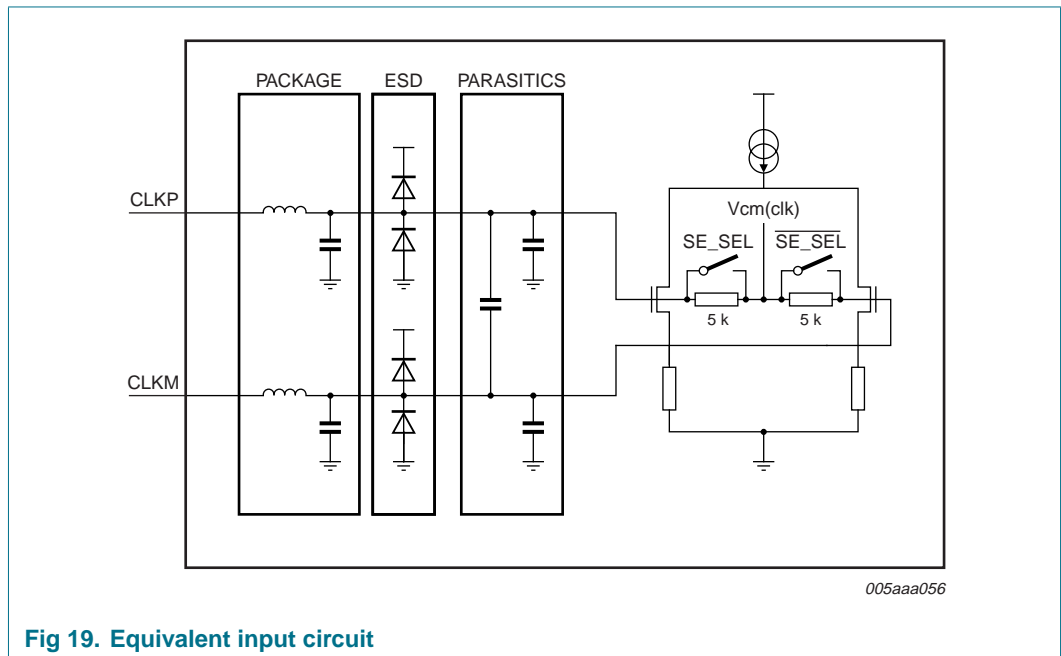 PACKAGE ESD PARASITICS
CLKP
Vcm(clk)
SE_SEL SE_SEL
5 k 5 k
CLKM
005aaa056
Fig 19. Equivalent input circuit